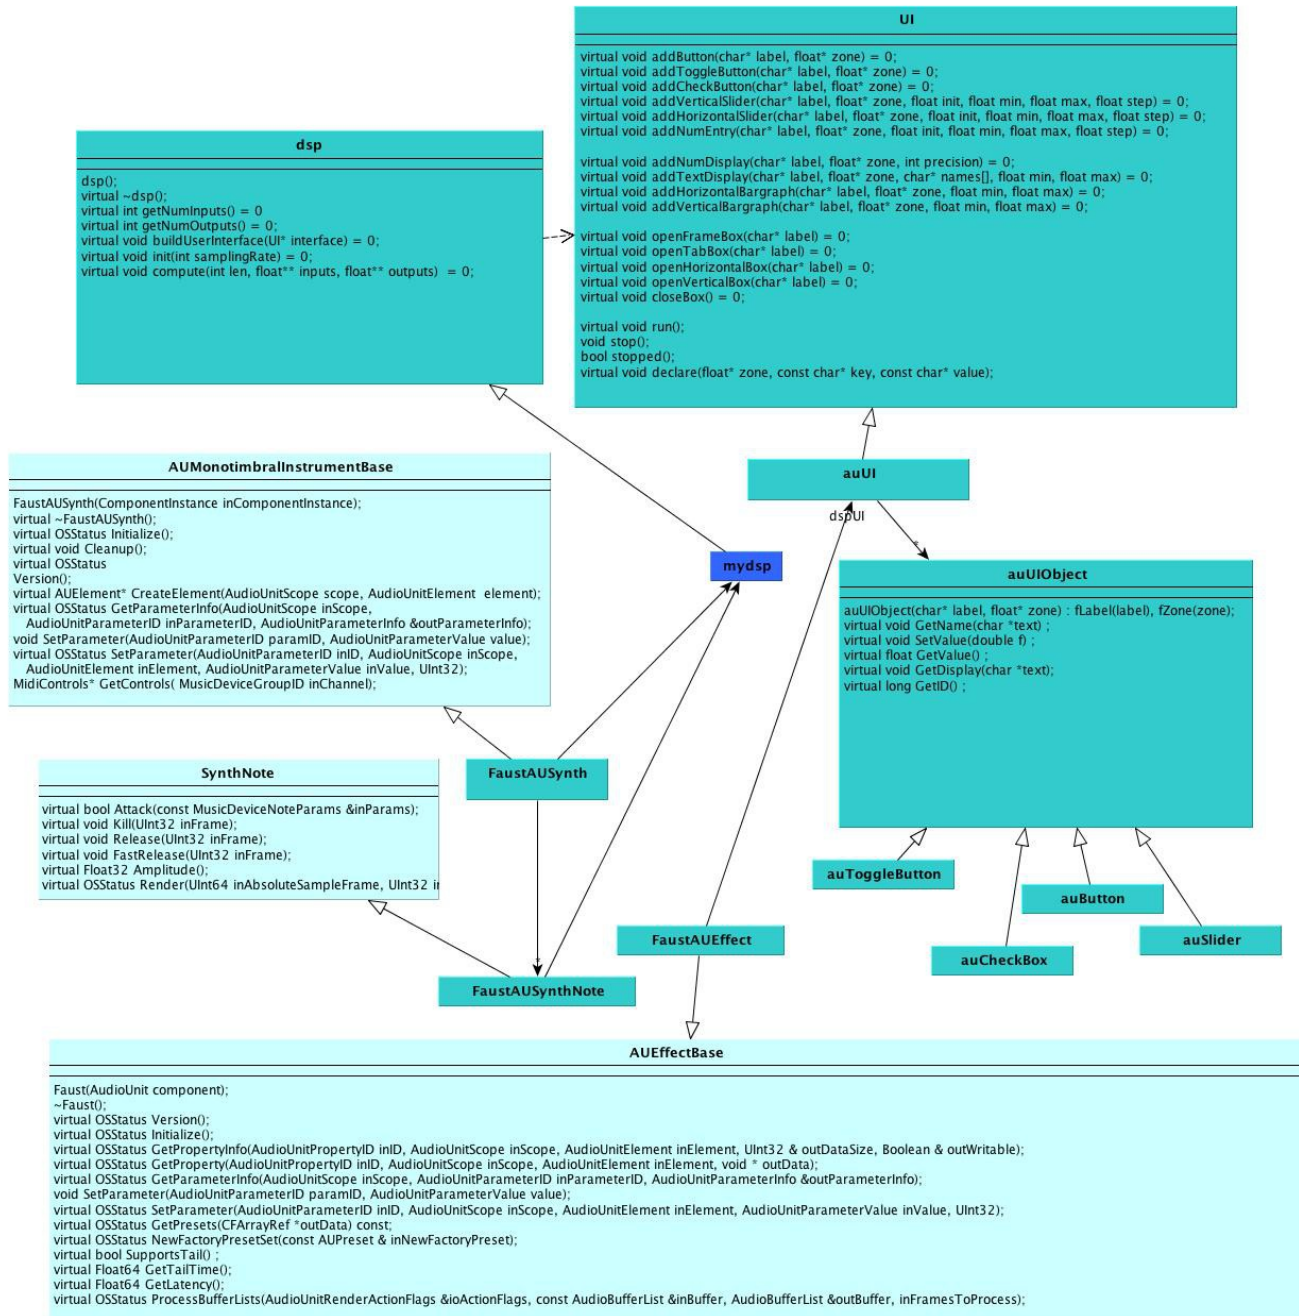 UI
virtual void addButton(char* label, float* zone) = 0;
virtual void addToggleButton(char* label, float* zone) = 0;
virtual void addCheckButton(char* label, float* zone) = 0;
virtual void addVerticalSlider(char* label, float* zone, float init, float min, float max, float step) = 0;
virtual void addHorizontalSlider(char* label, float* zone, float init, float min, float max, float step) = 0;
virtual void addNumEntry(char* label, float* zone, float init, float min, float max, float step) = 0;
virtual void addNumDisplay(char* label, float* zone, int precision) = 0;
virtual void addTextDisplay(char* label, float* zone, char* names[], float min, float max) = 0;
virtual void addHorizontalBargraph(char* label, float* zone, float min, float max) = 0;
virtual void addVerticalBargraph(char* label, float* zone, float min, float max) = 0;
virtual void openFrameBox(char* label) = 0;
virtual void openTabBox(char* label) = 0;
virtual void openHorizontalBox(char* label) = 0;
virtual void openVerticalBox(char* label) = 0;
virtual void closeBox() = 0;
virtual void run();
void stop();
bool stopped();
virtual void declare(float* zone, const char* key, const char* value);
dsp
dsp();
virtual ~dsp();
virtual int getNumInputs() = 0
virtual int getNumOutputs() = 0;
virtual void buildUserInterface(UI* interface) = 0;
virtual void init(int samplingRate) = 0;
virtual void compute(int len, float** inputs, float** outputs)  = 0;
AUMonotimbralInstrumentBase
FaustAUSynth(ComponentInstance inComponentInstance);
virtual ~FaustAUSynth();
virtual OSStatus Initialize();
virtual void Cleanup();
virtual OSStatus
Version();
virtual AUElement* CreateElement(AudioUnitScope scope, AudioUnitElement  element);
virtual OSStatus GetParameterInfo(AudioUnitScope inScope,
AudioUnitParameterID inParameterID, AudioUnitParameterInfo &outParameterInfo);
void SetParameter(AudioUnitParameterID paramID, AudioUnitParameterValue value);
virtual OSStatus SetParameter(AudioUnitParameterID inID, AudioUnitScope inScope,
AudioUnitElement inElement, AudioUnitParameterValue inValue, UInt32);
MidiControls* GetControls( MusicDeviceGroupID inChannel);
auUI
dspUI
*
mydsp
auUIObject
auUIObject(char* label, float* zone) : fLabel(label), fZone(zone);
virtual void GetName(char *text) ;
virtual void SetValue(double f) ;
virtual float GetValue() ;
virtual void GetDisplay(char *text);
virtual long GetID() ;
FaustAUSynth
SynthNote
virtual bool Attack(const MusicDeviceNoteParams &inParams);
virtual void Kill(UInt32 inFrame);
virtual void Release(UInt32 inFrame);
virtual void FastRelease(UInt32 inFrame);
virtual Float32 Amplitude();
virtual OSStatus Render(UInt64 inAbsoluteSampleFrame, UInt32 i
auToggleButton
auButton
auSlider
auCheckBox
FaustAUEffect
*
FaustAUSynthNote
AUEffectBase
Faust(AudioUnit component);
~Faust();
virtual OSStatus Version();
virtual OSStatus Initialize();
virtual OSStatus GetPropertyInfo(AudioUnitPropertyID inID, AudioUnitScope inScope, AudioUnitElement inElement, UInt32 & outDataSize, Boolean & outWritable);
virtual OSStatus GetProperty(AudioUnitPropertyID inID, AudioUnitScope inScope, AudioUnitElement inElement, void * outData);
virtual OSStatus GetParameterInfo(AudioUnitScope inScope, AudioUnitParameterID inParameterID, AudioUnitParameterInfo &outParameterInfo);
void SetParameter(AudioUnitParameterID paramID, AudioUnitParameterValue value);
virtual OSStatus SetParameter(AudioUnitParameterID inID, AudioUnitScope inScope, AudioUnitElement inElement, AudioUnitParameterValue inValue, UInt32);
virtual OSStatus GetPresets(CFArrayRef *outData) const;
virtual OSStatus NewFactoryPresetSet(const AUPreset & inNewFactoryPreset);
virtual bool SupportsTail() ;
virtual Float64 GetTailTime();
virtual Float64 GetLatency();
virtual OSStatus ProcessBufferLists(AudioUnitRenderActionFlags &ioActionFlags, const AudioBufferList &inBuffer, AudioBufferList &outBuffer, inFramesToProcess);